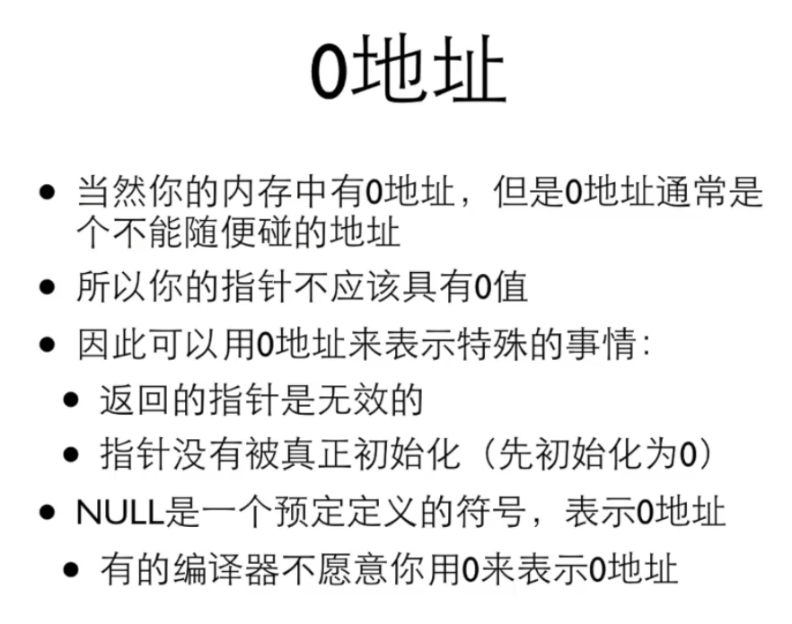 0地址
• 当然你的内存中有0地址，但是0地址通常是
个不能随便碰的地址
• 所以你的指针不应该具有0值
• 因此可以用0地址来表示特殊的事情：
• 返回的指针是无效的
• 指针没有被真正初始化（先初始化为0）
• NULL是一个预定定义的符号，表示0地址
• 有的编译器不愿意你用0来表示0地址